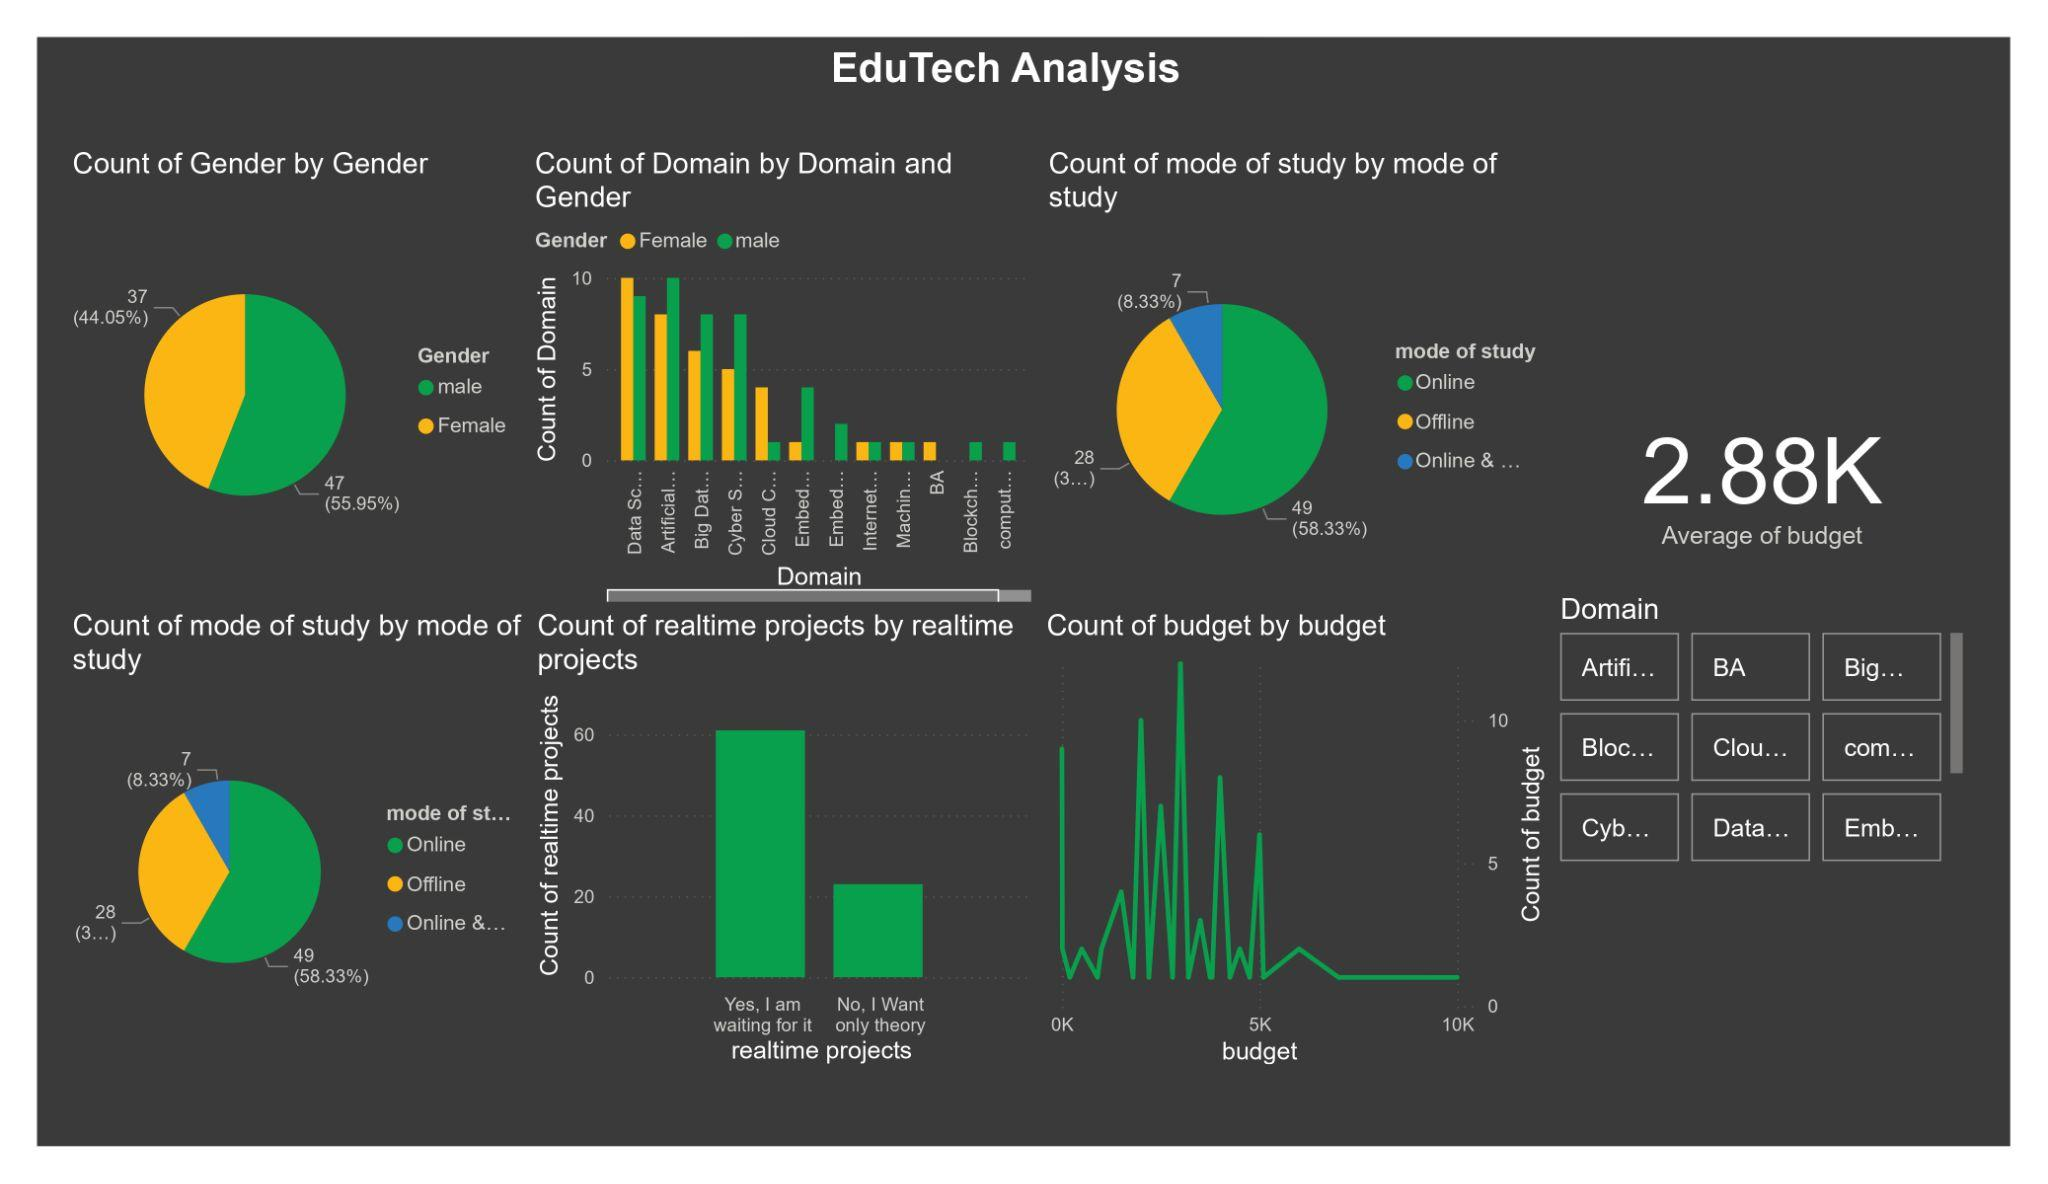 EduTech Analysis
Count of Gender by Gender
37
(44.05%)
47
(55.95%)
Gender
male
Female
Count of Domain by Domain and
Gender
Gender Female male
Count of Domain
10
5
0
Data Sc...
Artificial...
Big Dat...
Cyber S...
Cloud C...
Embed...
Embed...
Internet...
Machin...
BA
Blockch...
comput...
Domain
Count of mode of study by mode of
study
7
(8.33%)
28
(3...)
49
(58.33%)
mode of study
Online
Offline
Online & ...
2.88K
Average of budget
Count of mode of study by mode of
study
7
(8.33%)
28
(3...)
49
(58.33%)
mode of st...
Online
Offline
Online &...
Count of realtime projects by realtime
projects
Count of realtime projects
60
40
20
0
Yes, I am
waiting for it
No, I Want
only theory
realtime projects
Count of budget by budget
10
5
0
Count of budget
0K 5K 10K
budget
Domain
Artifi... BA Big...
Bloc... Clou... com...
Cyb... Data... Emb...